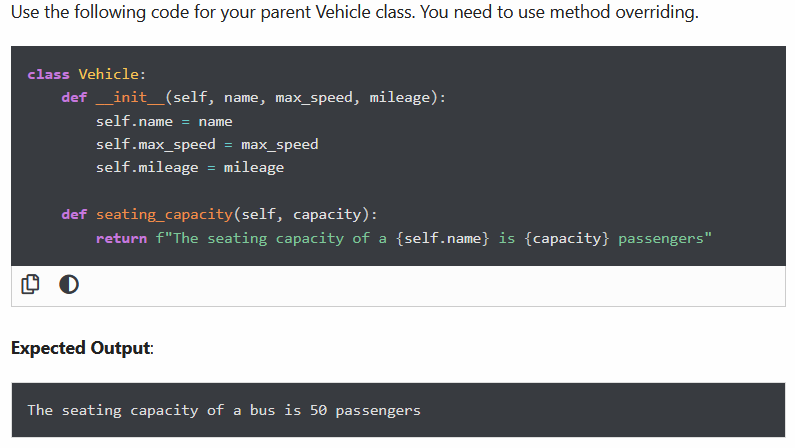 Use the following code for your parent Vehicle class. You need to use method overriding.
class Vehicle:
    def __init__(self, name, max_speed, mileage):
        self.name = name
        self.max_speed = max_speed
        self.mileage = mileage
    def seating_capacity(self, capacity):
        return f"The seating capacity of a {self.name} is {capacity} passengers"
Expected Output:
The seating capacity of a bus is 50 passengers